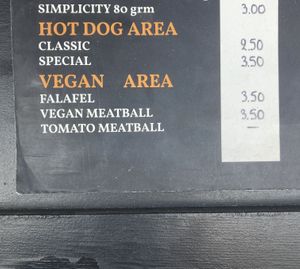 SIMPLICITY 80 grm 3.00
HOT DOG AREA
CLASSIC 2.50
SPECIAL 3.50
VEGAN AREA
FALAFEL 3.50
VEGAN MEATBALL 3.50
TOMATO MEATBALL —